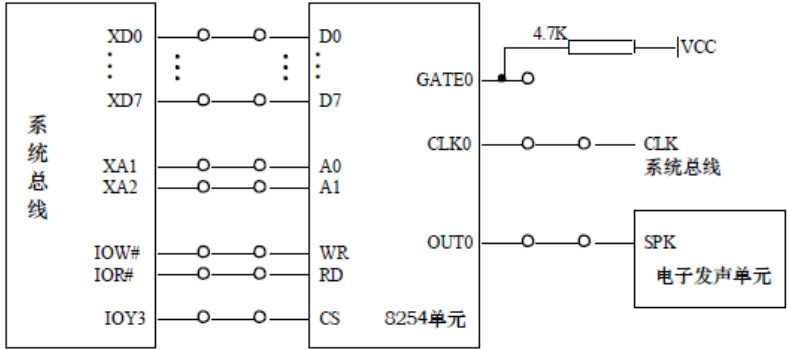 系统总线
XD0
XD7
XA1
XA2
IOW#
IOR#
IOY3
D0
D7
A0
A1
WR
RD
CS
8254单元
GATE0
CLK0
OUT0
4.7K
VCC
CLK
系统总线
SPK
电子发声单元